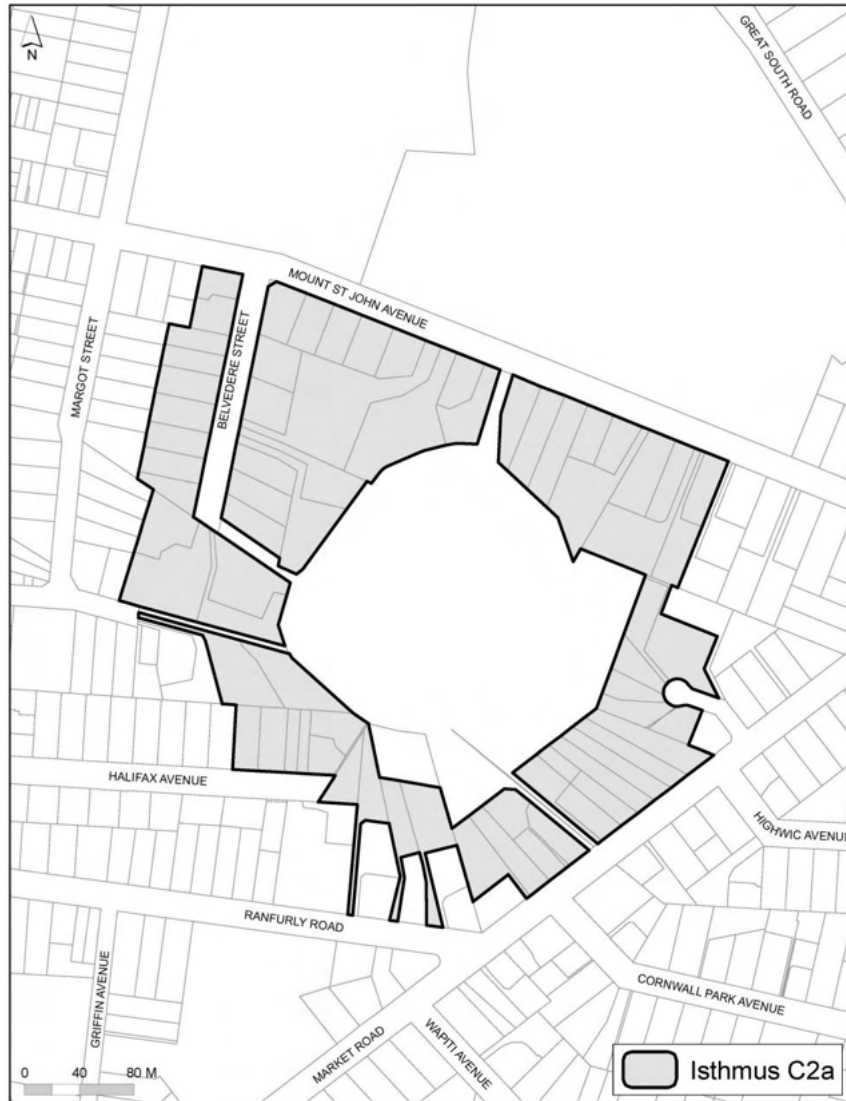 N
GREAT SOUTH ROAD
MOUNT ST JOHN AVENUE
MARGOT STREET
BELVEDERE STREET
HALIFAX AVENUE
HIGHWIC AVENUE
RANFURLY ROAD
GRIFFIN AVENUE
CORNWALL PARK AVENUE
MARKET ROAD
WAPITI AVENUE
0 40 80 M
Isthmus C2a